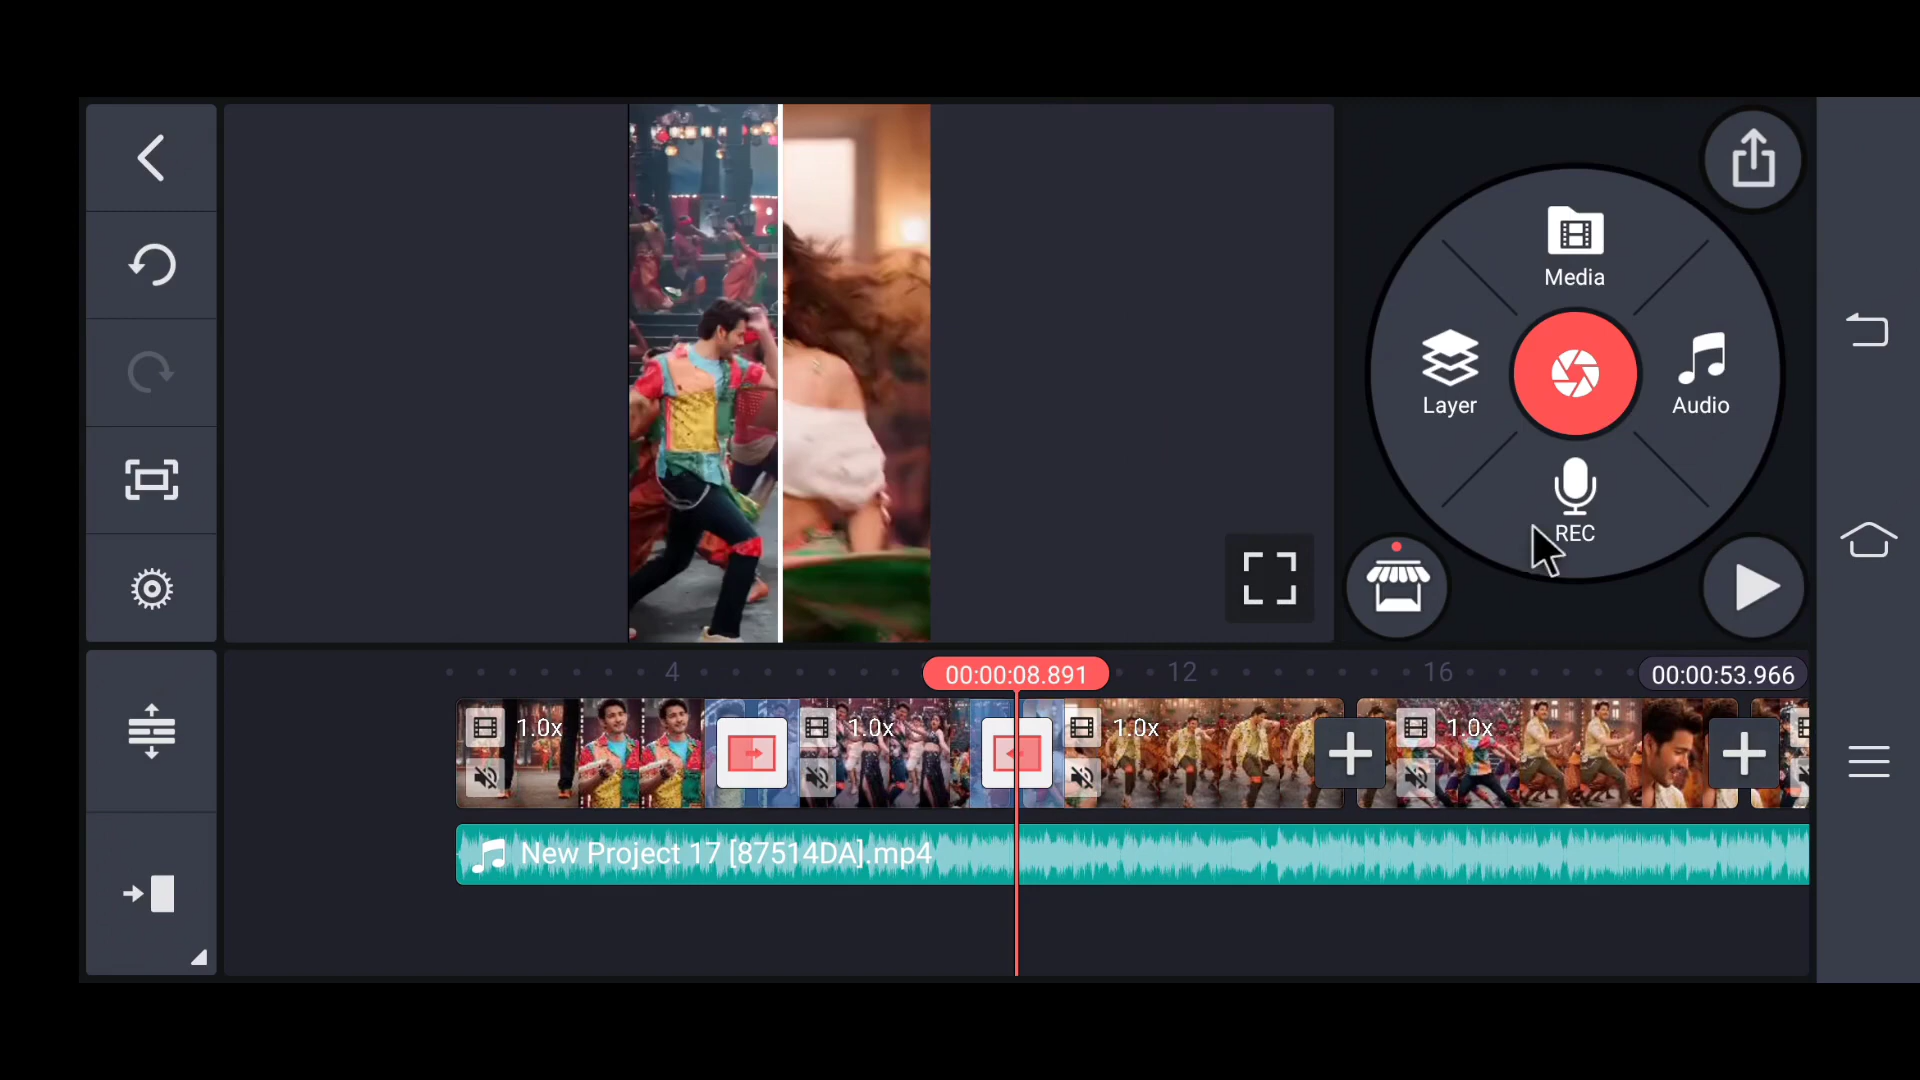 Media
Layer
Audio
REC
4
00:00:08.891
12
16
00:00:53.966
1.0x
1.0x
1.0x
1.0x
New Project 17 [87514DA].mp4